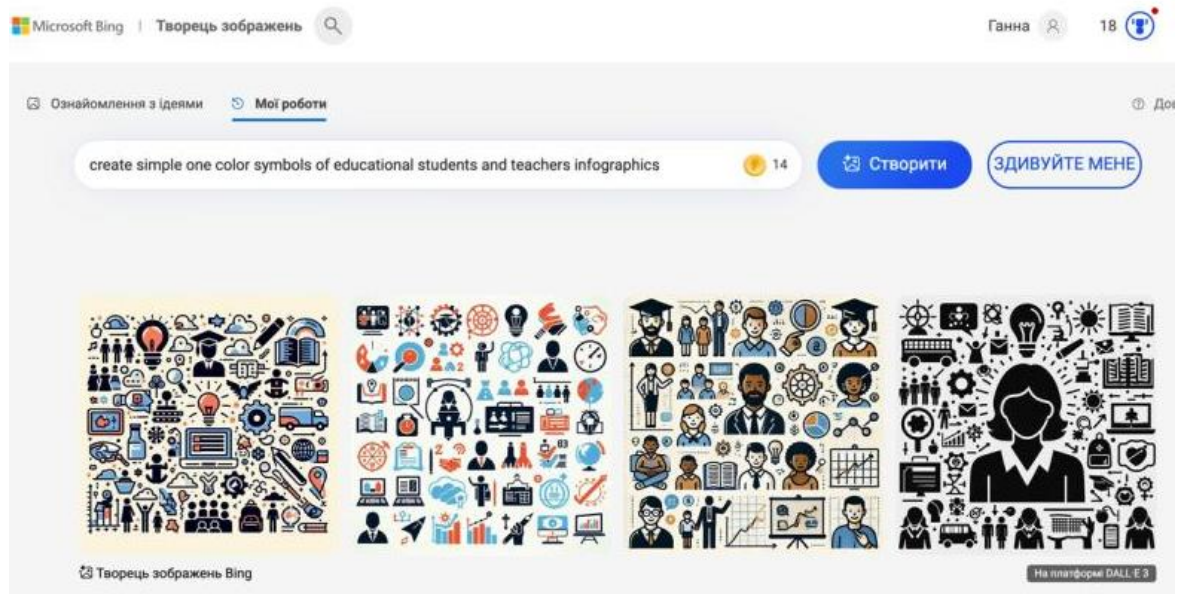 Microsoft Bing | Творець зображень
Ганна
18
Ознайомлення з ідеями
Мої роботи
create simple one color symbols of educational students and teachers infographics
14
Створити
ЗДИВУЙТЕ МЕНЕ
Творець зображень Bing
На платформі DALL·E 3